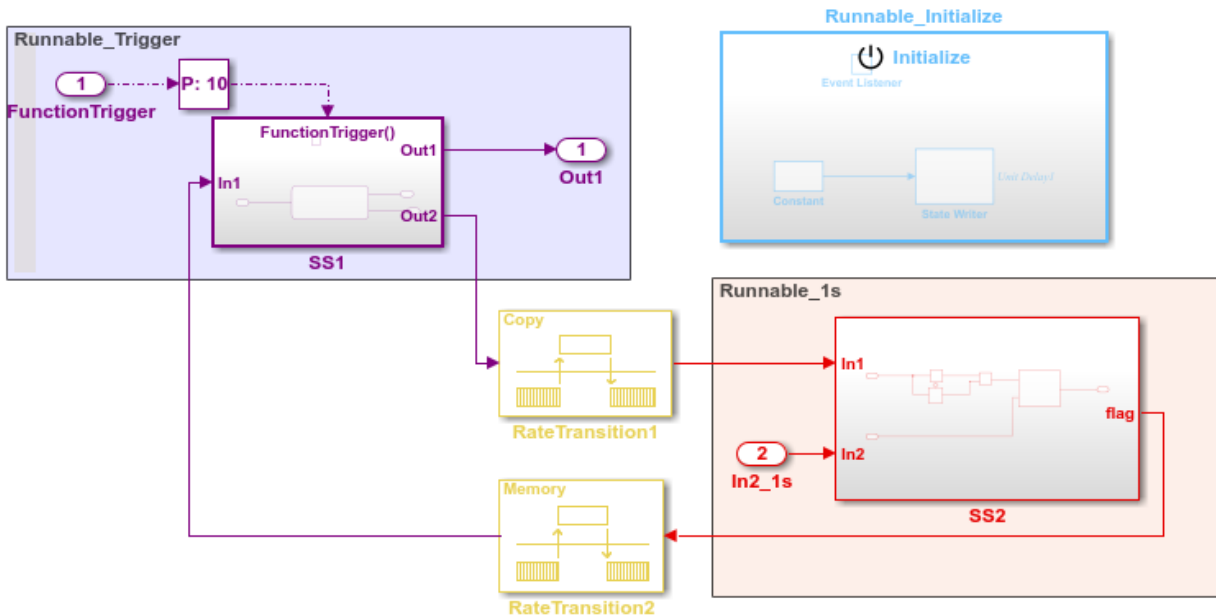 Runnable_Initialize
Runnable_Trigger
1
P: 10
FunctionTrigger
Initialize
Event Listener
FunctionTrigger()
Out1
1
In1
Out1
Out2
Unit Delay1
Constant
State Writer
SS1
Runnable_1s
Copy
In1
flag
RateTransition1
2
In2
In2_1s
Memory
SS2
RateTransition2